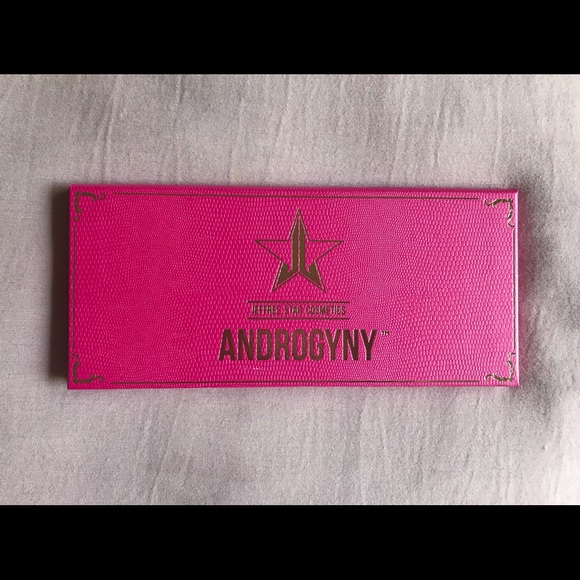 JEFFREE STAR COSMETICS
ANDROGYNY™